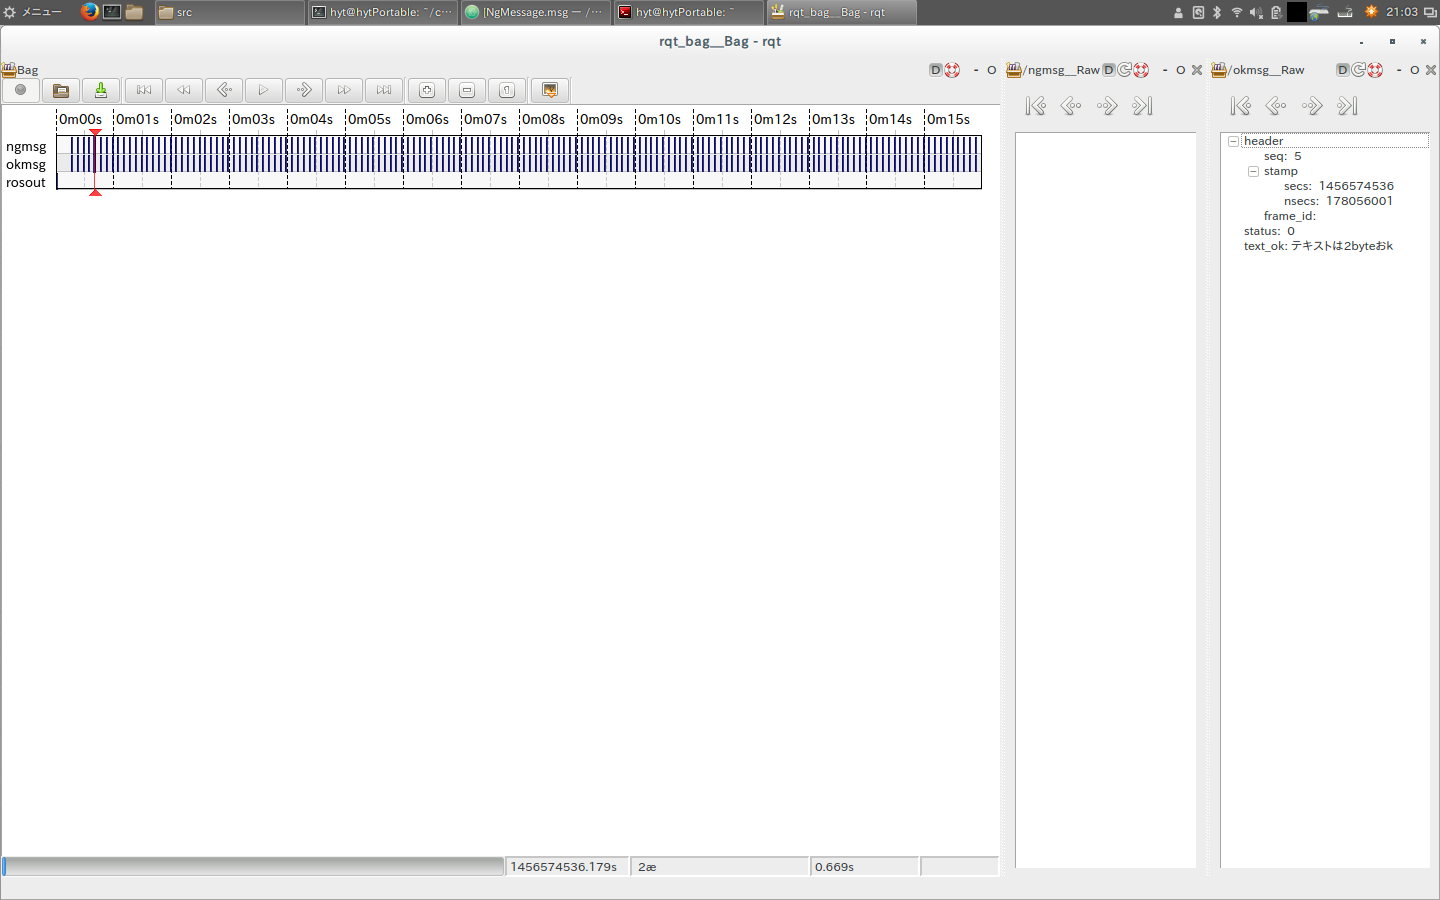 メニュー src hyt@hytPortable: ~/c… [NgMessage.msg — /… hyt@hytPortable: ~ rqt_bag__Bag - rqt 21:03
rqt_bag__Bag - rqt
Bag D - O /ngmsg__Raw D - O /okmsg__Raw D - O
0m00s 0m01s 0m02s 0m03s 0m04s 0m05s 0m06s 0m07s 0m08s 0m09s 0m10s 0m11s 0m12s 0m13s 0m14s 0m15s
ngmsg
okmsg
rosout
header
seq: 5
stamp
secs: 1456574536
nsecs: 178056001
frame_id:
status: 0
text_ok: テキストは2byteおk
1456574536.179s 2æ 0.669s